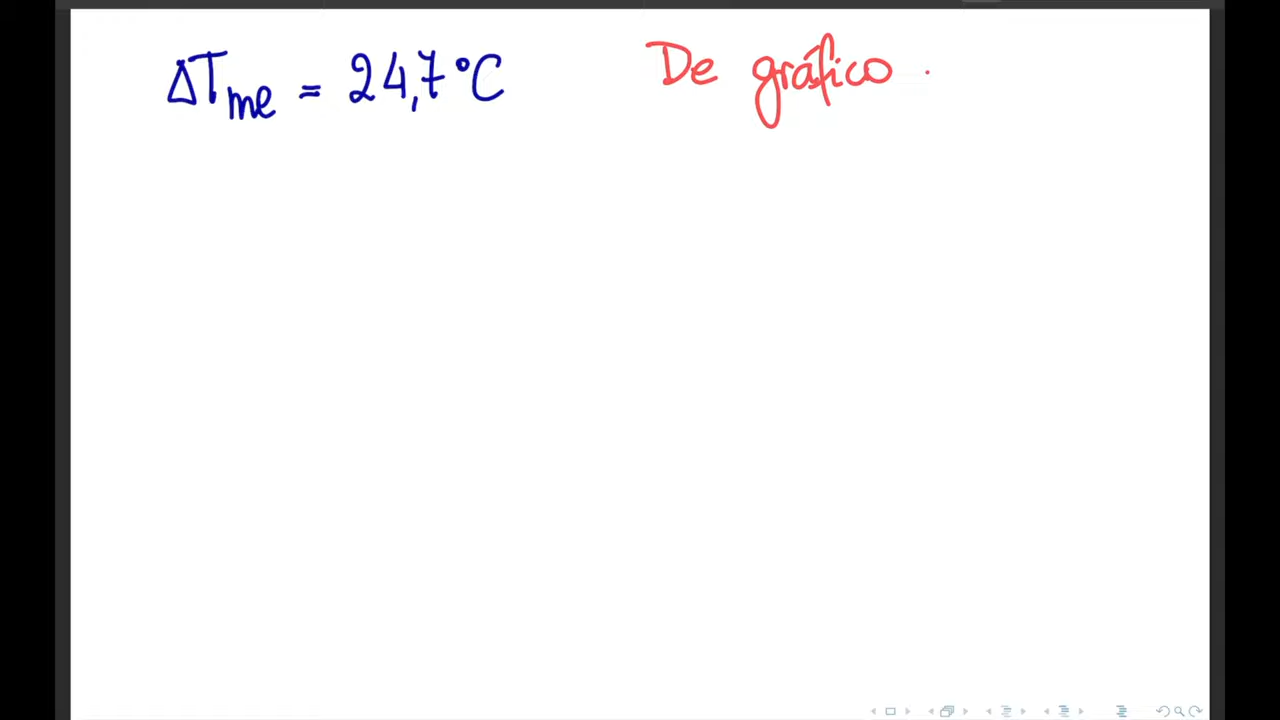 ΔTme = 24,7°C De gráfico .